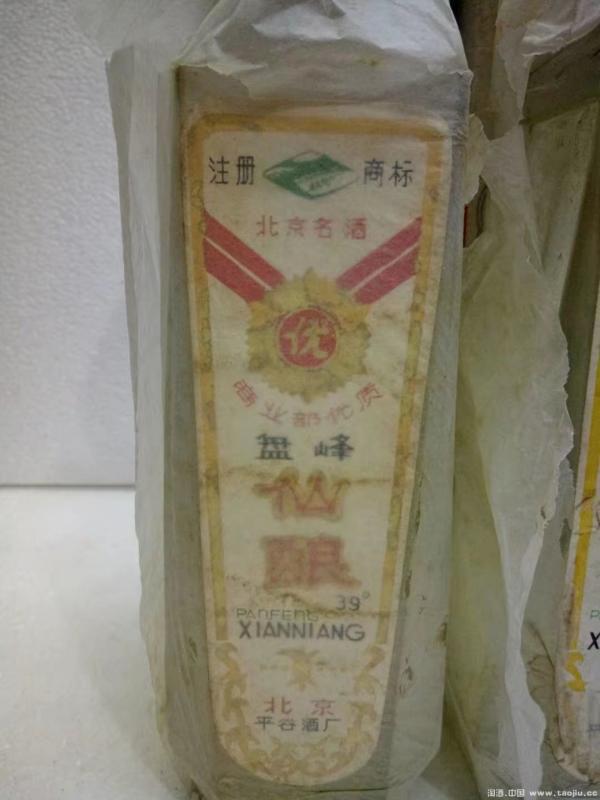 注册 商标
北京名酒
优
商业部优质
盘峰
仙酿
39°
PANFENG
XIANNIANG
北京
平谷酒厂
X
淘酒.中国 www.taojiu.cc